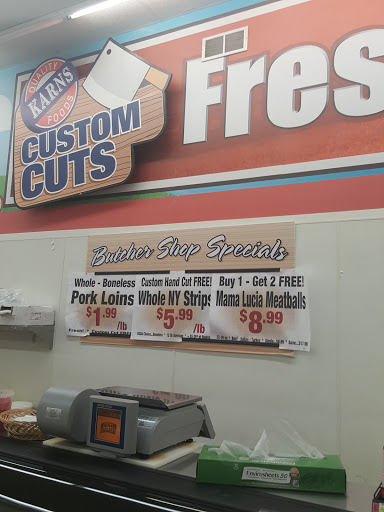 QUALITY
KARNS
FOODS
CUSTOM
CUTS
Fres
Butcher Shop Specials
Whole - Boneless
Pork Loins
$1.99
/lb
Custom Hand Cut FREE!
Whole NY Strips
$5.99
/lb
Buy 1 - Get 2 FREE!
Mama Lucia Meatballs
$8.99